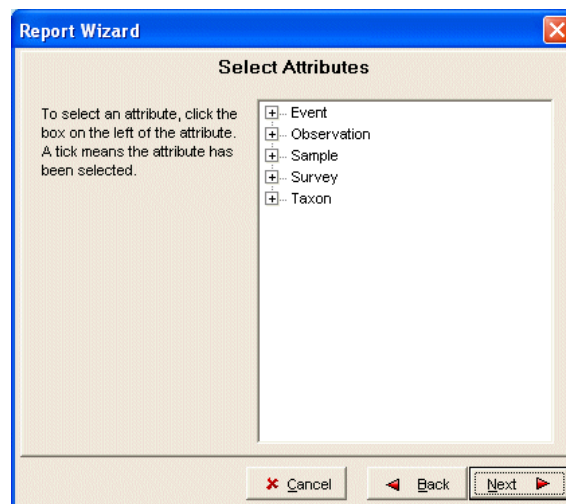 Report Wizard
Select Attributes
To select an attribute, click the
box on the left of the attribute.
A tick means the attribute has
been selected.
Event
Observation
Sample
Survey
Taxon
Cancel
Back
Next